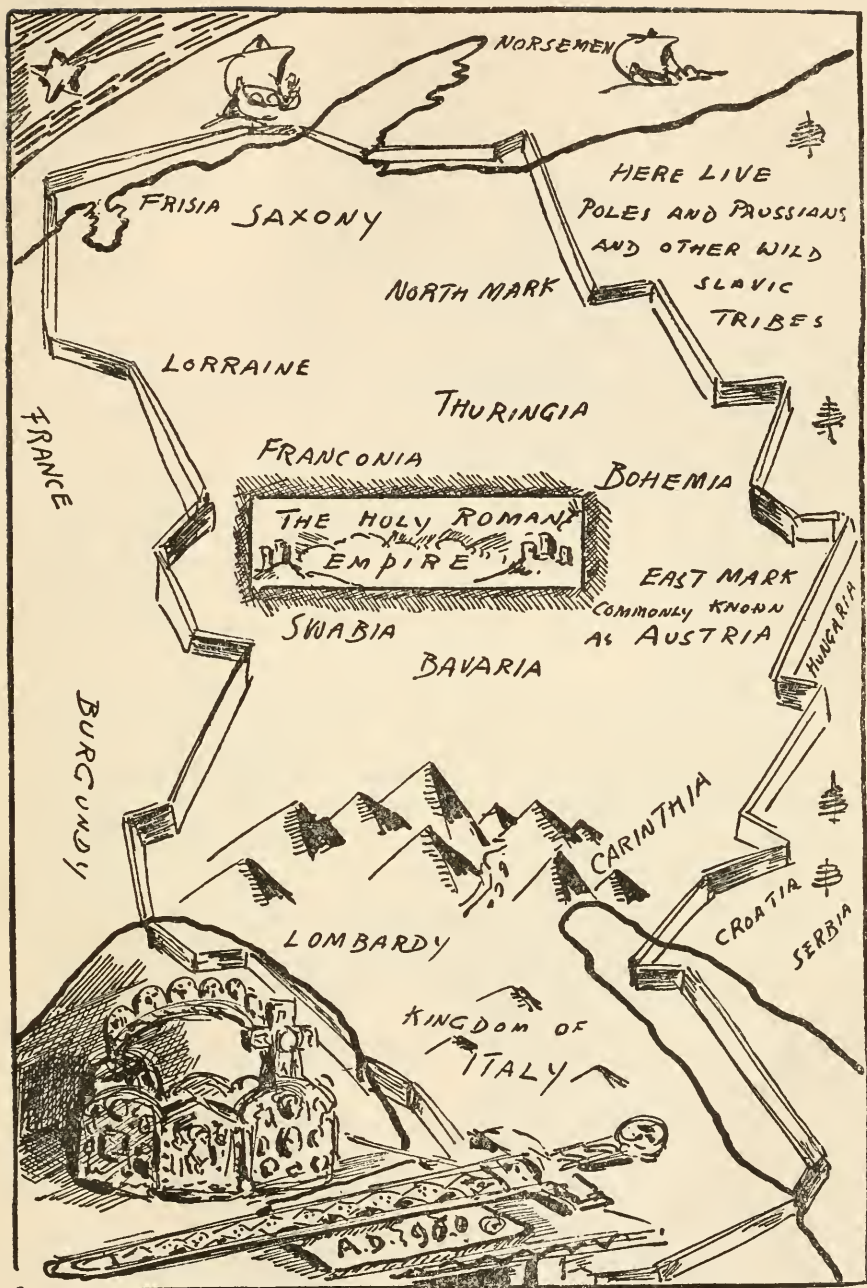 NORSEMEN
HERE LIVE
POLES AND PRUSSIANS
AND OTHER WILD
SLAVIC
TRIBES
FRISIA
SAXONY
NORTH MARK
LORRAINE
THURINGIA
FRANCE
FRANCONIA
BOHEMIA
THE HOLY ROMAN
EMPIRE
EAST MARK
COMMONLY KNOWN
AS AUSTRIA
HUNGARIA
SWABIA
BAVARIA
BURGUNDY
CARINTHIA
CROATIA
SERBIA
LOMBARDY
KINGDOM OF
ITALY
A.D.